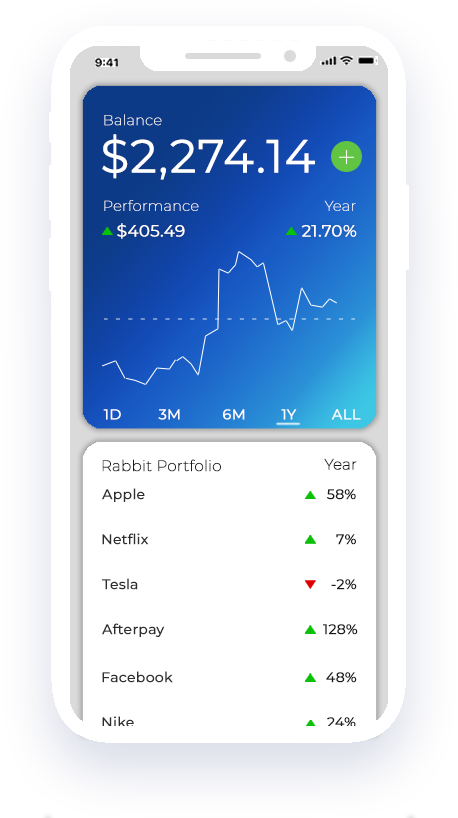 9:41
Balance
$2,274.14
Performance Year
$405.49 21.70%
1D 3M 6M 1Y ALL
Rabbit Portfolio Year
Apple 58%
Netflix 7%
Tesla -2%
Afterpay 128%
Facebook 48%
Nike 24%